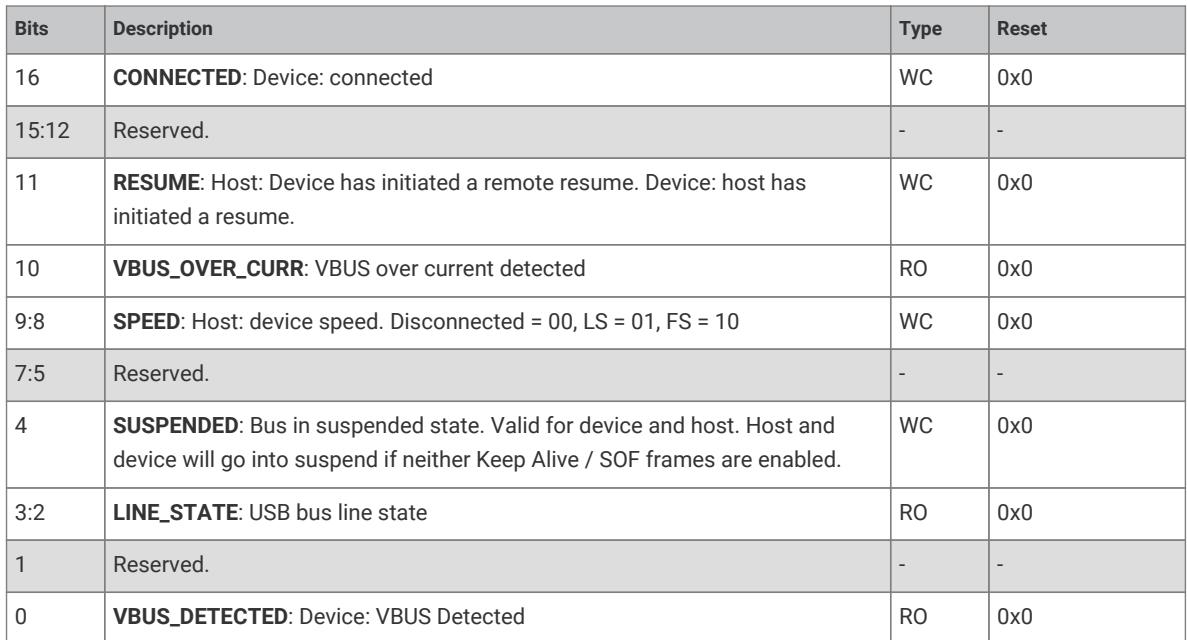 Bits Description Type Reset
16 CONNECTED: Device: connected WC 0x0
15:12 Reserved. - -
11 RESUME: Host: Device has initiated a remote resume. Device: host has WC 0x0
initiated a resume.
10 VBUS_OVER_CURR: VBUS over current detected RO 0x0
9:8 SPEED: Host: device speed. Disconnected = 00, LS = 01, FS = 10 WC 0x0
7:5 Reserved. - -
4 SUSPENDED: Bus in suspended state. Valid for device and host. Host and WC 0x0
device will go into suspend if neither Keep Alive / SOF frames are enabled.
3:2 LINE_STATE: USB bus line state RO 0x0
1 Reserved. - -
0 VBUS_DETECTED: Device: VBUS Detected RO 0x0